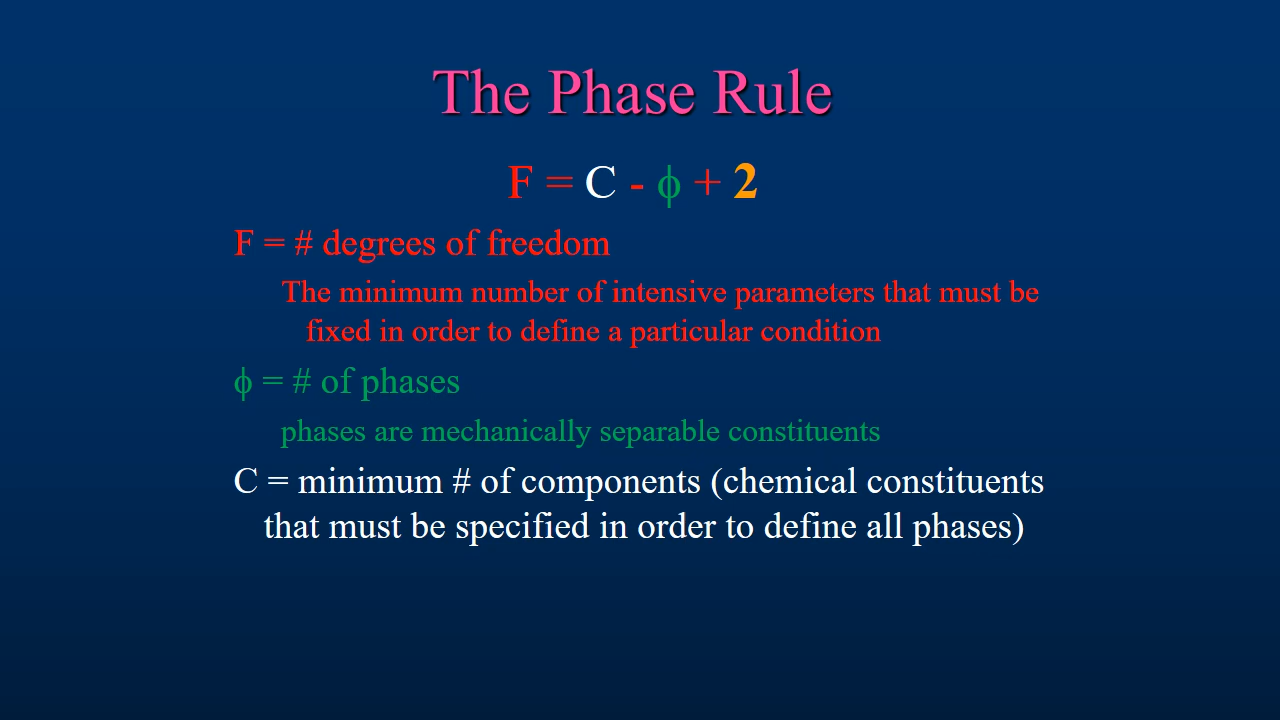 The Phase Rule
F = C - ϕ + 2
F = # degrees of freedom
The minimum number of intensive parameters that must be
fixed in order to define a particular condition
ϕ = # of phases
phases are mechanically separable constituents
C = minimum # of components (chemical constituents
that must be specified in order to define all phases)